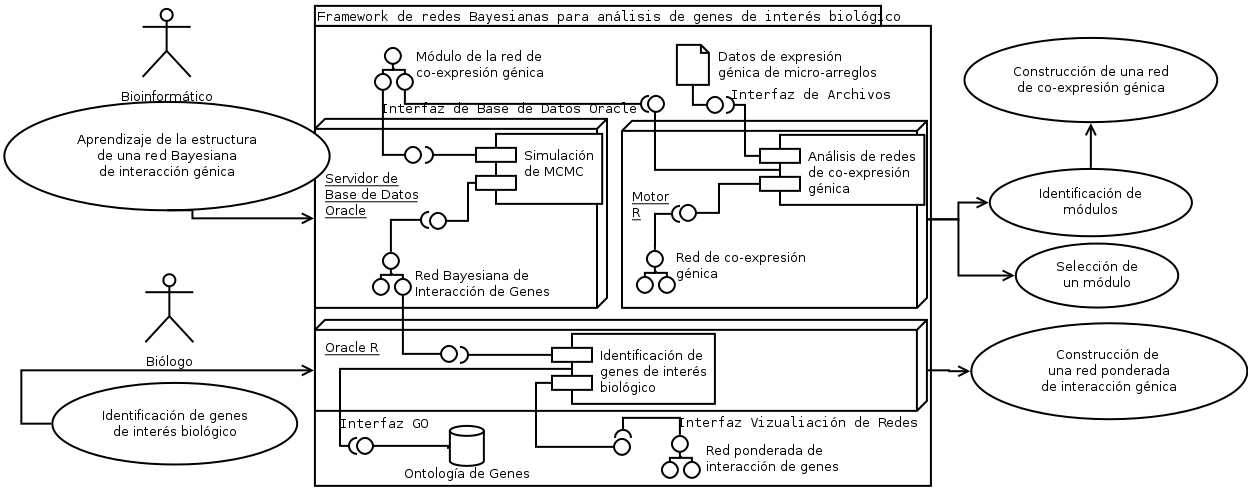 Framework de redes Bayesianas para análisis de genes de interés biológico
Bioinformático
Aprendizaje de la estructura
de una red Bayesiana
de interacción génica
Módulo de la red de
co-expresión génica
Datos de expresión
génica de micro-arreglos
Interfaz de Base de Datos Oracle
Interfaz de Archivos
Servidor de
Base de Datos
Oracle
Simulación
de MCMC
Red Bayesiana de
Interacción de Genes
Motor
R
Análisis de redes
de co-expresión
génica
Red de co-expresión
génica
Construcción de una red
de co-expresión génica
Identificación de
módulos
Selección de
un módulo
Biólogo
Identificación de genes
de interés biológico
Oracle R
Identificación de
genes de interés
biológico
Construcción de
una red ponderada
de interacción génica
Interfaz GO
Ontología de Genes
Interfaz Vizualiación de Redes
Red ponderada de
interacción de genes